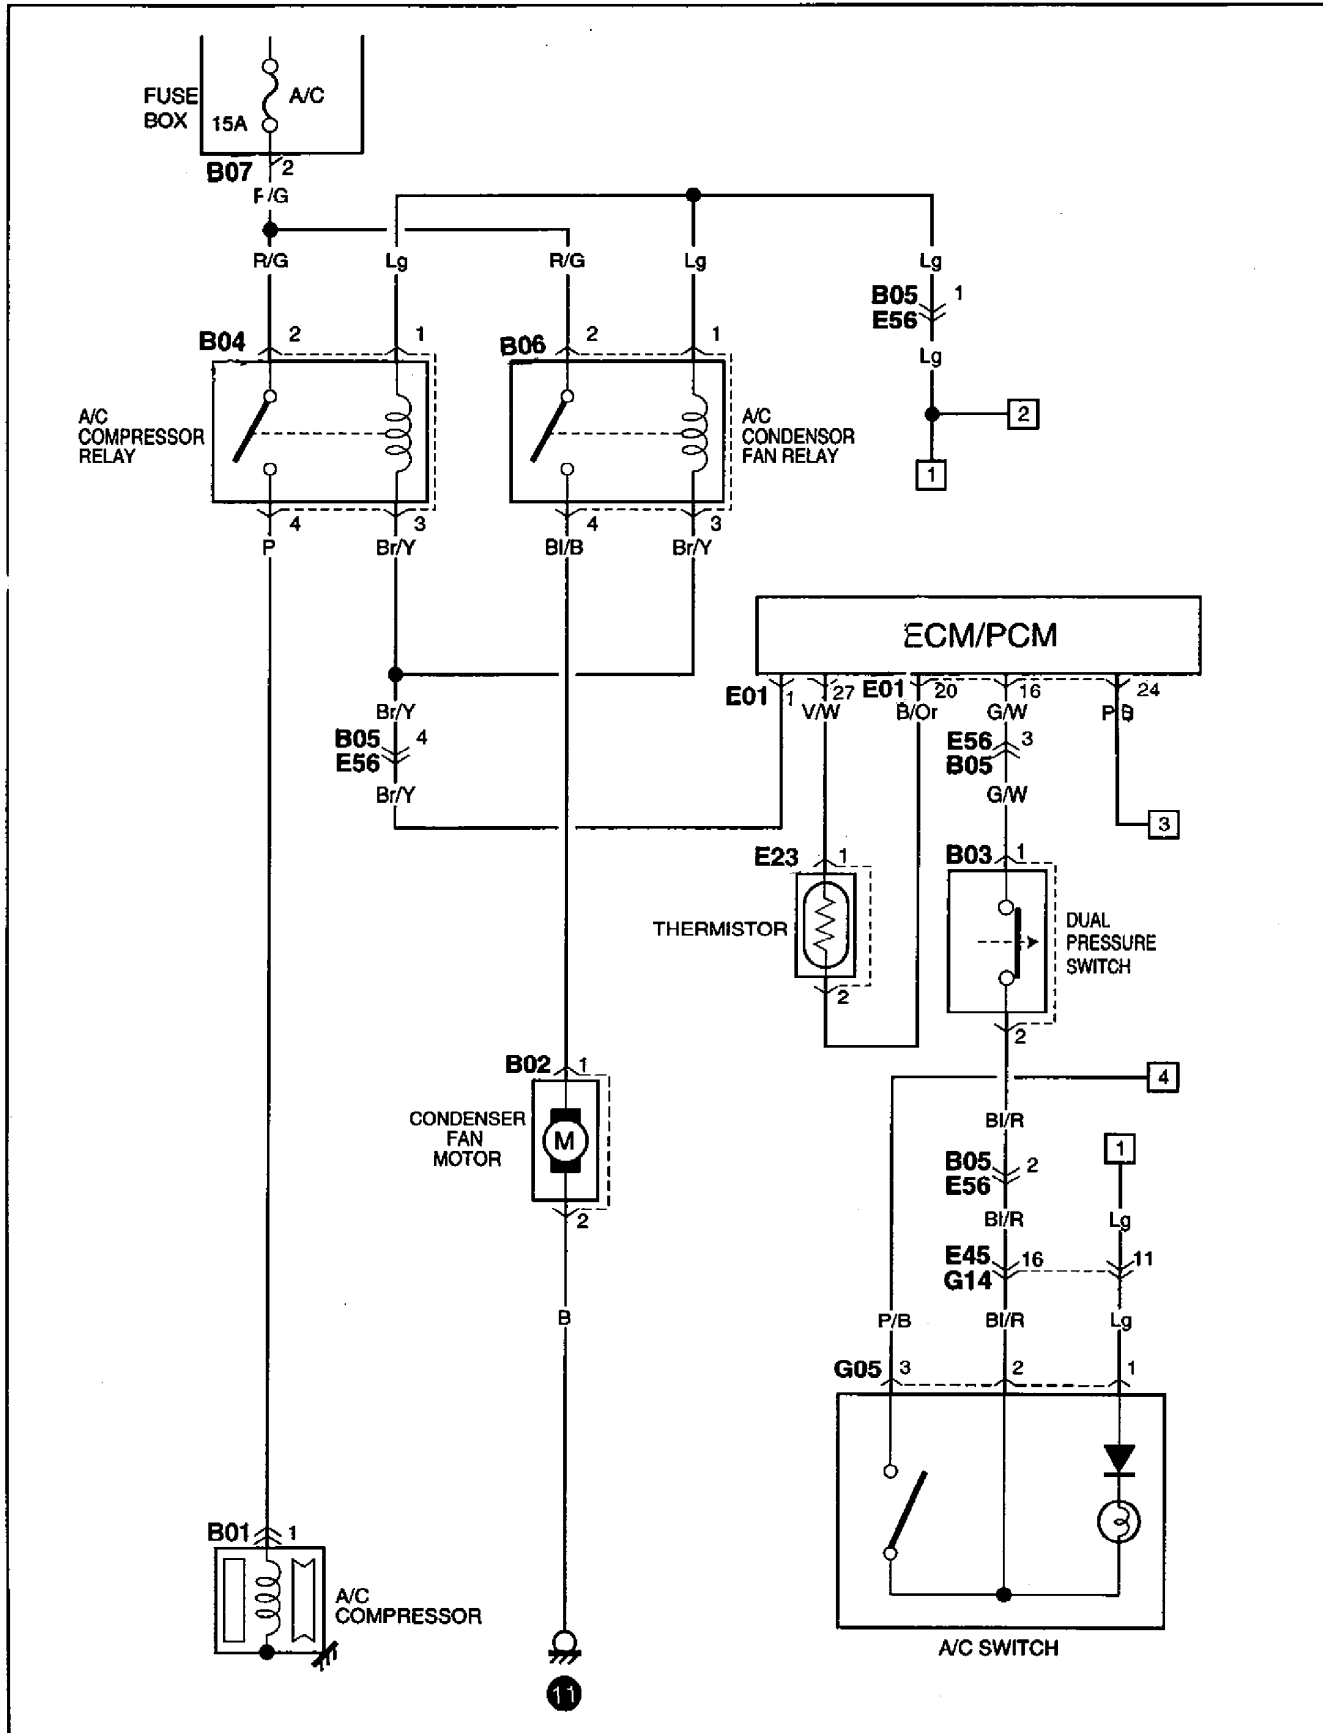 FUSE BOX
A/C
15A
B07 2
R/G
R/G Lg R/G Lg Lg
B05 1
E56
Lg
B04 2 1 B06 2 1
2
1
A/C COMPRESSOR RELAY
A/C CONDENSOR FAN RELAY
4 3 4 3
P Br/Y Bl/B Br/Y
ECM/PCM
E01 1 27 E01 20 16 24
V/W B/Or G/W P/B
Br/Y
B05 4
E56
Br/Y
E56 3
B05
G/W
3
E23 1 B03 1
THERMISTOR
DUAL PRESSURE SWITCH
2
2
B02 1
4
CONDENSER FAN MOTOR
M
2
Bl/R
1
B05 2
E56
Bl/R Lg
E45 16 11
G14
B
P/B Bl/R Lg
G05 3 2 1
B01 1
A/C COMPRESSOR
A/C SWITCH
11